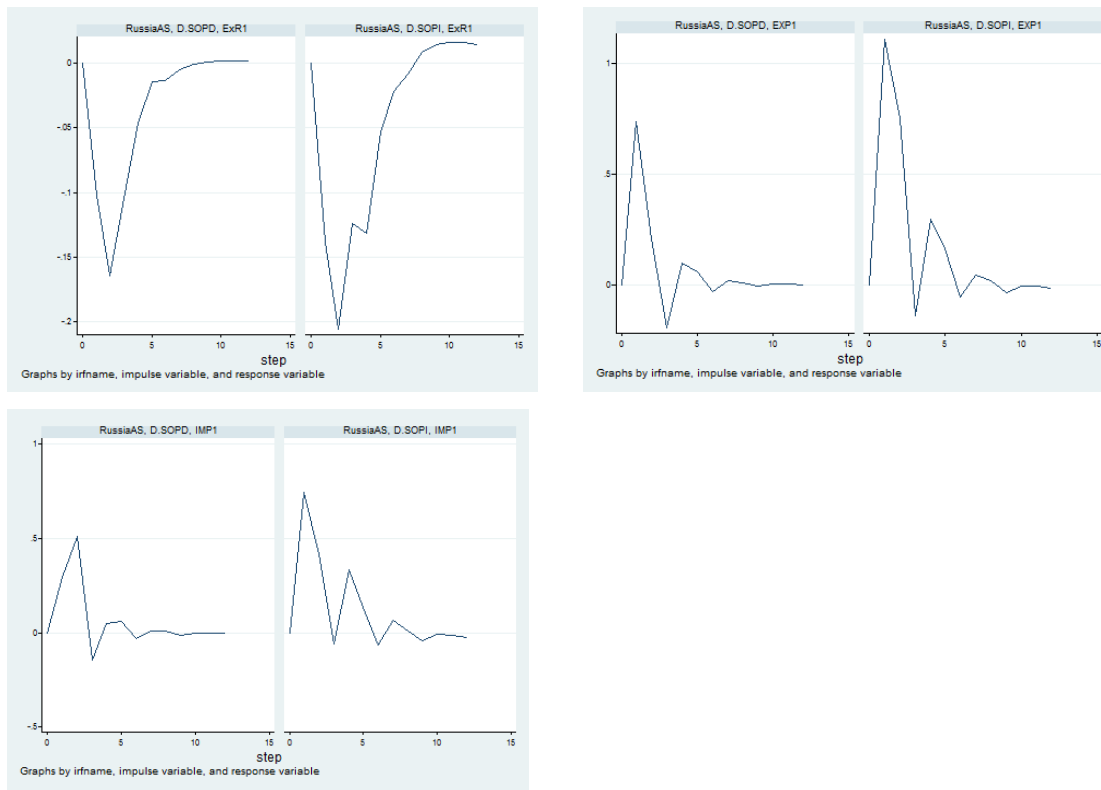 RussiaAS, D.SOPD, ExR1 RussiaAS, D.SOPI, ExR1
0
-.05
-.1
-.15
-.2
0 5 10 15 0 5 10 15
step
Graphs by irfname, impulse variable, and response variable
RussiaAS, D.SOPD, EXP1 RussiaAS, D.SOPI, EXP1
1
.5
0
0 5 10 15 0 5 10 15
step
Graphs by irfname, impulse variable, and response variable
RussiaAS, D.SOPD, IMP1 RussiaAS, D.SOPI, IMP1
1
.5
0
-.5
0 5 10 15 0 5 10 15
step
Graphs by irfname, impulse variable, and response variable